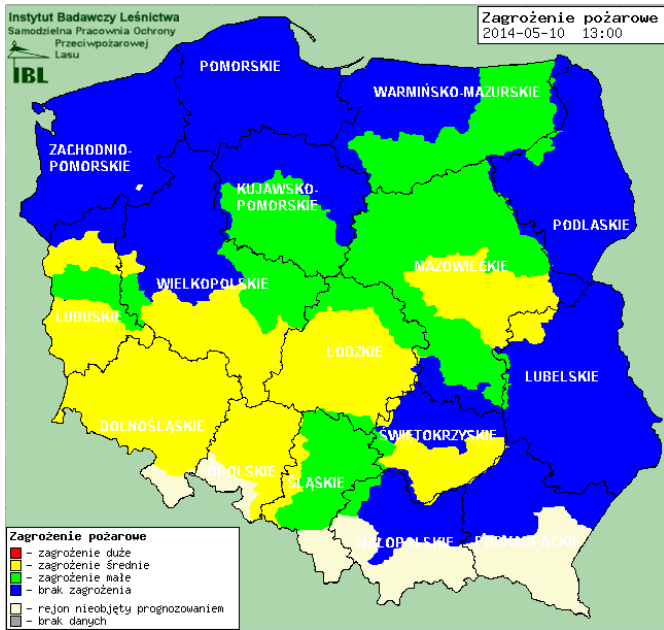 Instytut Badawczy Leśnictwa
Samodzielna Pracownia Ochrony
Przeciwpożarowej
Lasu
IBL
Zagrożenie pożarowe
2014-05-10 13:00
POMORSKIE
WARMIŃSKO-MAZURSKIE
ZACHODNIO-
POMORSKIE
KUJAWSKO-
POMORSKIE
PODLASKIE
MAZOWIECKIE
WIELKOPOLSKIE
LUBUSKIE
ŁÓDZKIE
LUBELSKIE
DOLNOŚLĄSKIE
ŚWIĘTOKRZYSKIE
OPOLSKIE
ŚLĄSKIE
MAŁOPOLSKIE
PODKARPACKIE
Zagrożenie pożarowe
- zagrożenie duże
- zagrożenie średnie
- zagrożenie małe
- brak zagrożenia
- rejon nieobjęty prognozowaniem
- brak danych